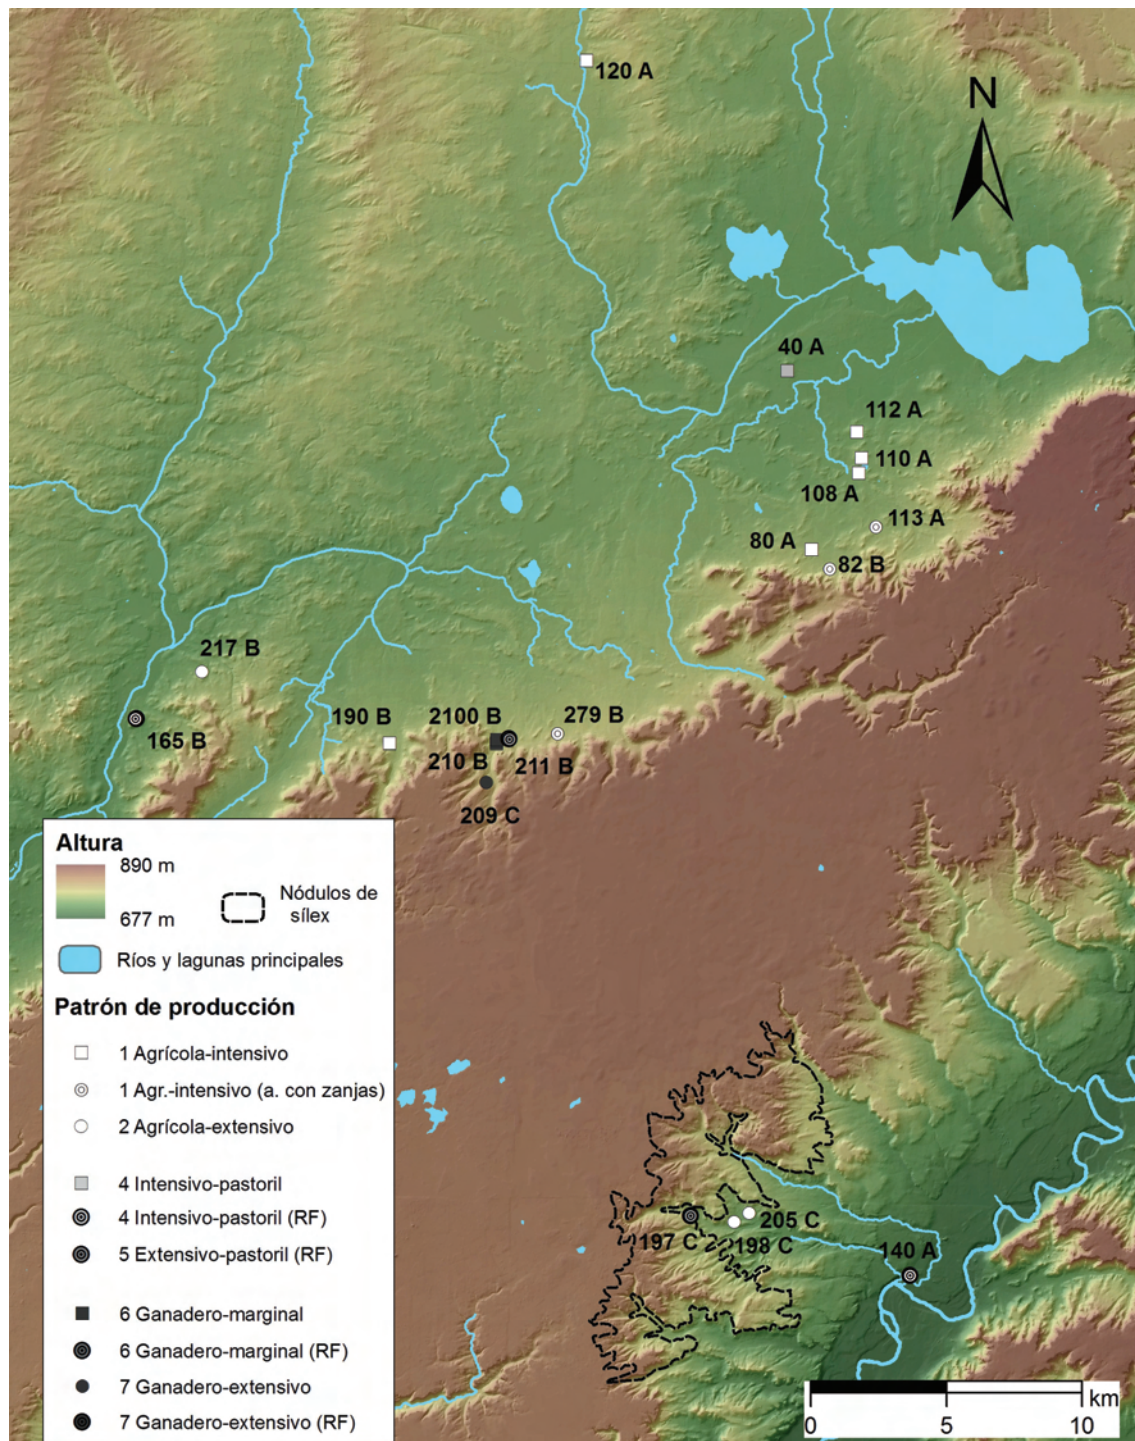 120 A
N
40 A
112 A
110 A
108 A
113 A
80 A
82 B
217 B
165 B
190 B
2100 B
279 B
210 B
211 B
209 C
Altura
890 m
677 m
Nódulos de
sílex
Ríos y lagunas principales
Patrón de producción
1 Agrícola-intensivo
1 Agr.-intensivo (a. con zanjas)
2 Agrícola-extensivo
4 Intensivo-pastoril
4 Intensivo-pastoril (RF)
5 Extensivo-pastoril (RF)
6 Ganadero-marginal
6 Ganadero-marginal (RF)
7 Ganadero-extensivo
7 Ganadero-extensivo (RF)
205 C
197 C
198 C
140 A
km
0 5 10